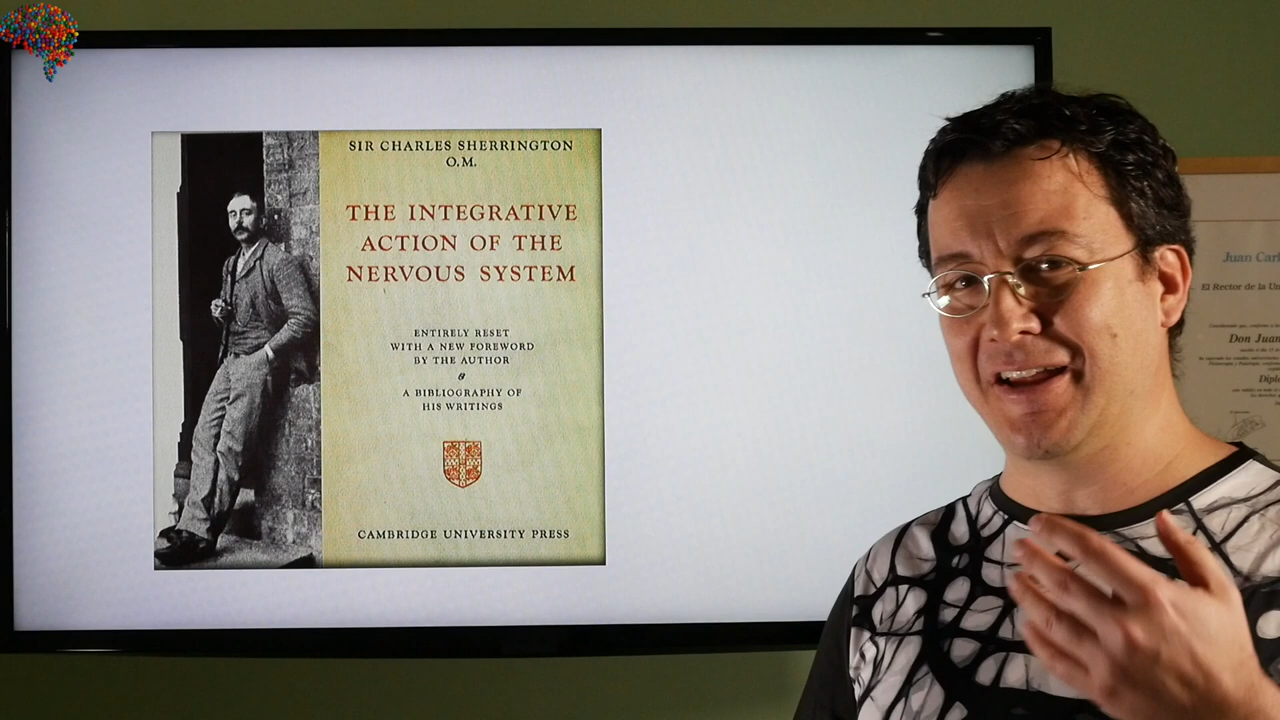 SIR CHARLES SHERRINGTON
O.M.
THE INTEGRATIVE
ACTION OF THE
NERVOUS SYSTEM
ENTIRELY RESET
WITH A NEW FOREWORD
BY THE AUTHOR
&
A BIBLIOGRAPHY OF
HIS WRITINGS
CAMBRIDGE UNIVERSITY PRESS
Juan Carl
El Rector de la Un
Don Juan
Diplo